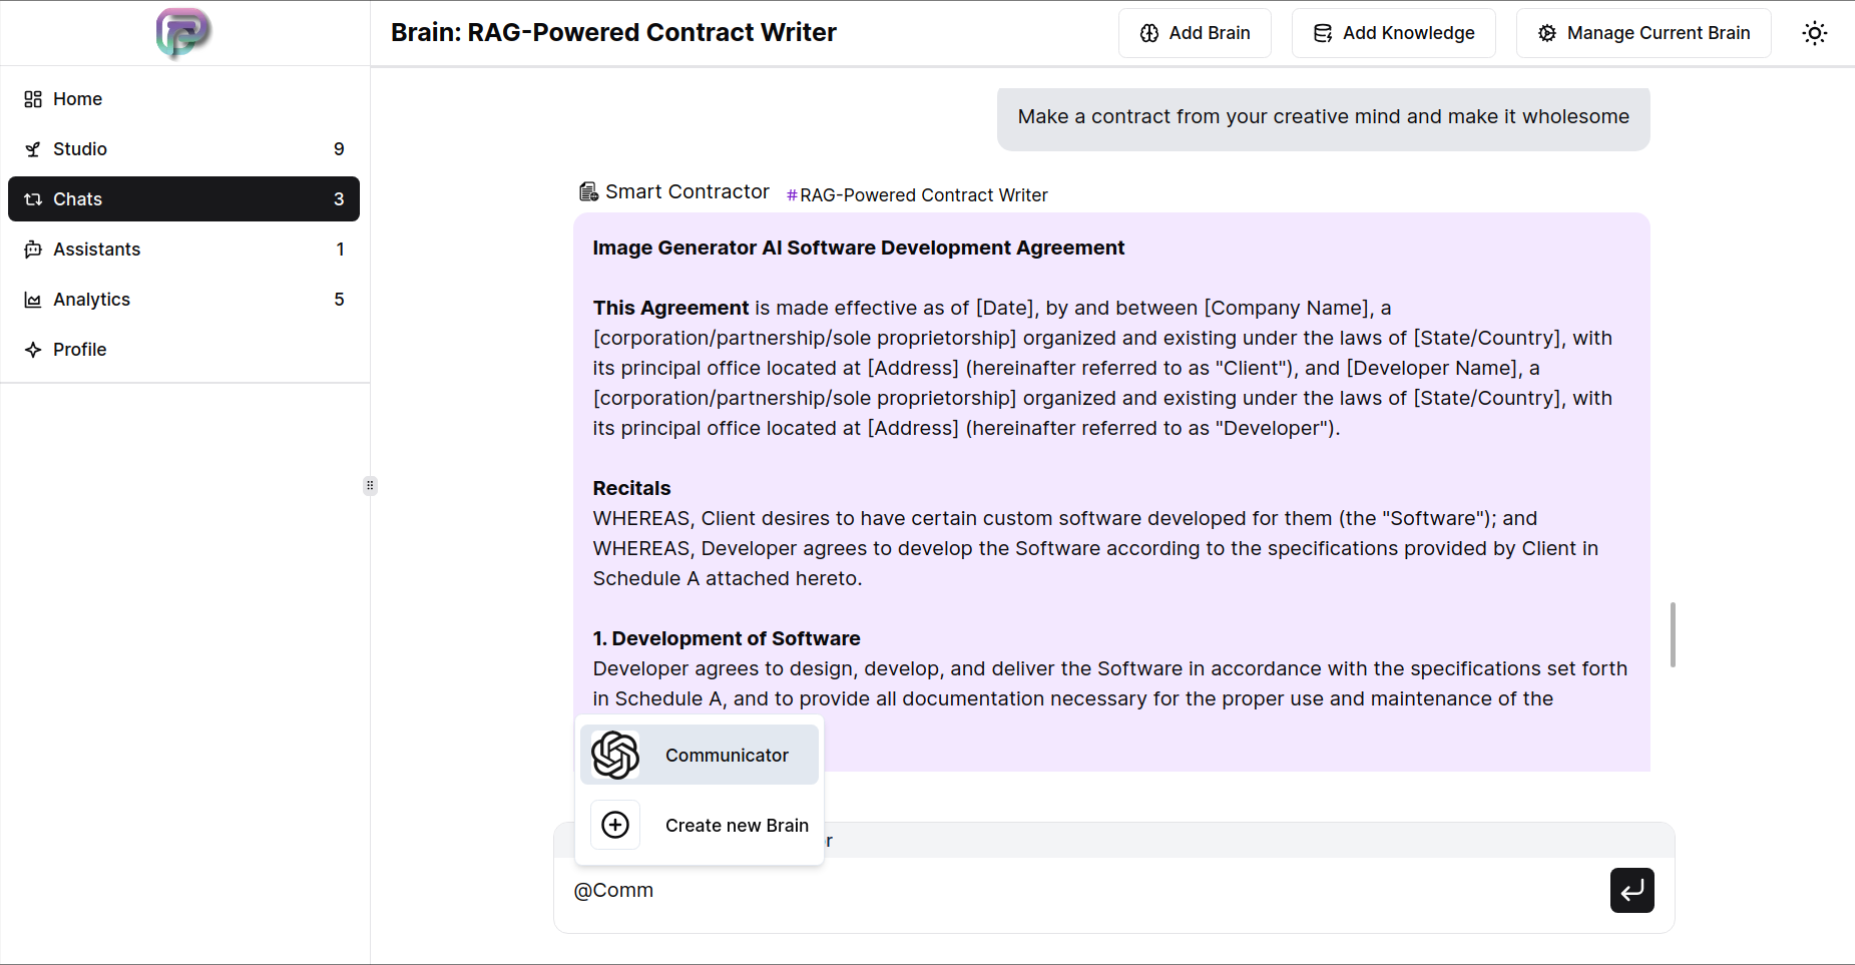 Brain: RAG-Powered Contract Writer
Add Brain
Add Knowledge
Manage Current Brain
Home
Studio 9
Chats 3
Assistants 1
Analytics 5
Profile
Make a contract from your creative mind and make it wholesome
Smart Contractor #RAG-Powered Contract Writer
Image Generator AI Software Development Agreement
This Agreement is made effective as of [Date], by and between [Company Name], a
[corporation/partnership/sole proprietorship] organized and existing under the laws of [State/Country], with
its principal office located at [Address] (hereinafter referred to as "Client"), and [Developer Name], a
[corporation/partnership/sole proprietorship] organized and existing under the laws of [State/Country], with
its principal office located at [Address] (hereinafter referred to as "Developer").
Recitals
WHEREAS, Client desires to have certain custom software developed for them (the "Software"); and
WHEREAS, Developer agrees to develop the Software according to the specifications provided by Client in
Schedule A attached hereto.
1. Development of Software
Developer agrees to design, develop, and deliver the Software in accordance with the specifications set forth
in Schedule A, and to provide all documentation necessary for the proper use and maintenance of the
Communicator
Create new Brain
@Comm